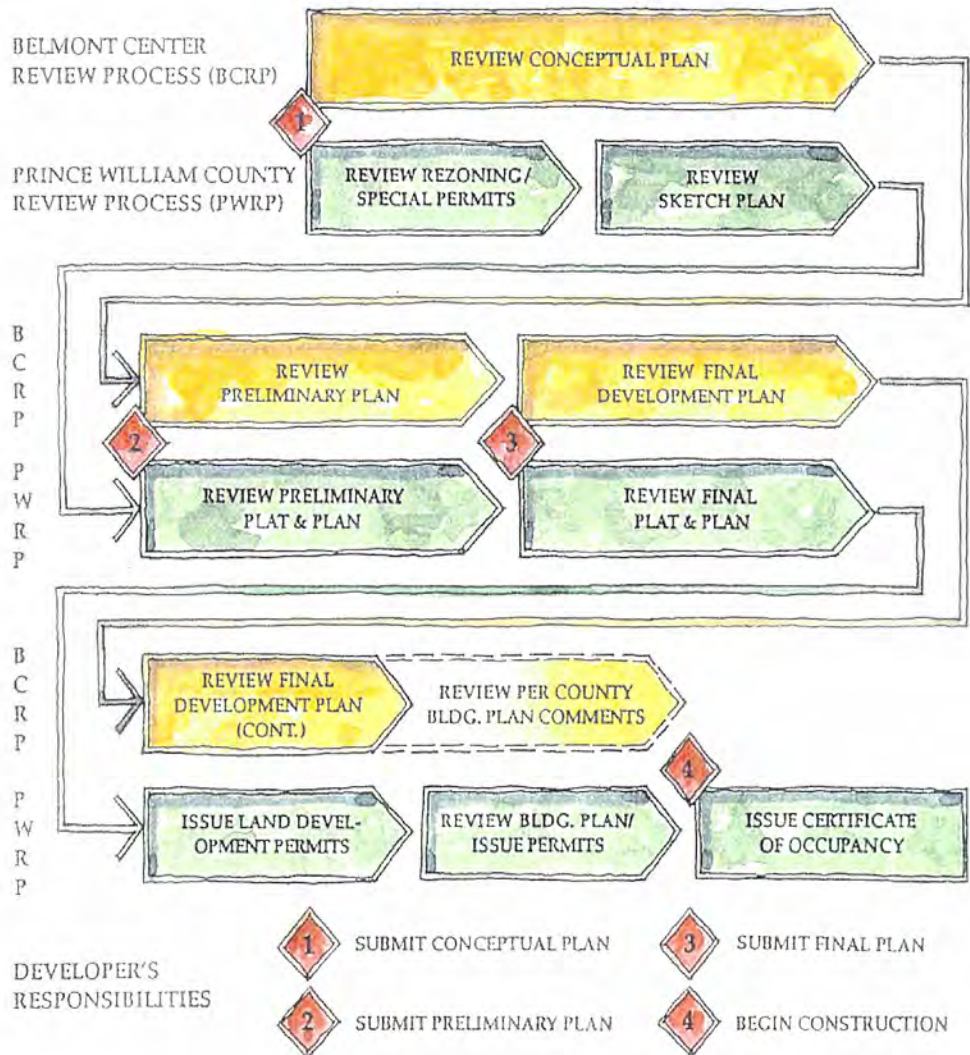 BELMONT CENTER
REVIEW PROCESS (BCRP)
REVIEW CONCEPTUAL PLAN
1
PRINCE WILLIAM COUNTY
REVIEW PROCESS (PWRP)
REVIEW REZONING/
SPECIAL PERMITS
REVIEW
SKETCH PLAN
B
C
R
P
REVIEW
PRELIMINARY PLAN
REVIEW FINAL
DEVELOPMENT PLAN
2
3
P
W
R
P
REVIEW PRELIMINARY
PLAT & PLAN
REVIEW FINAL
PLAT & PLAN
B
C
R
P
REVIEW FINAL
DEVELOPMENT PLAN
(CONT.)
REVIEW PER COUNTY
BLDG. PLAN COMMENTS
4
P
W
R
P
ISSUE LAND DEVEL-
OPMENT PERMITS
REVIEW BLDG. PLAN/
ISSUE PERMITS
ISSUE CERTIFICATE
OF OCCUPANCY
DEVELOPER'S
RESPONSIBILITIES
1 SUBMIT CONCEPTUAL PLAN
2 SUBMIT PRELIMINARY PLAN
3 SUBMIT FINAL PLAN
4 BEGIN CONSTRUCTION